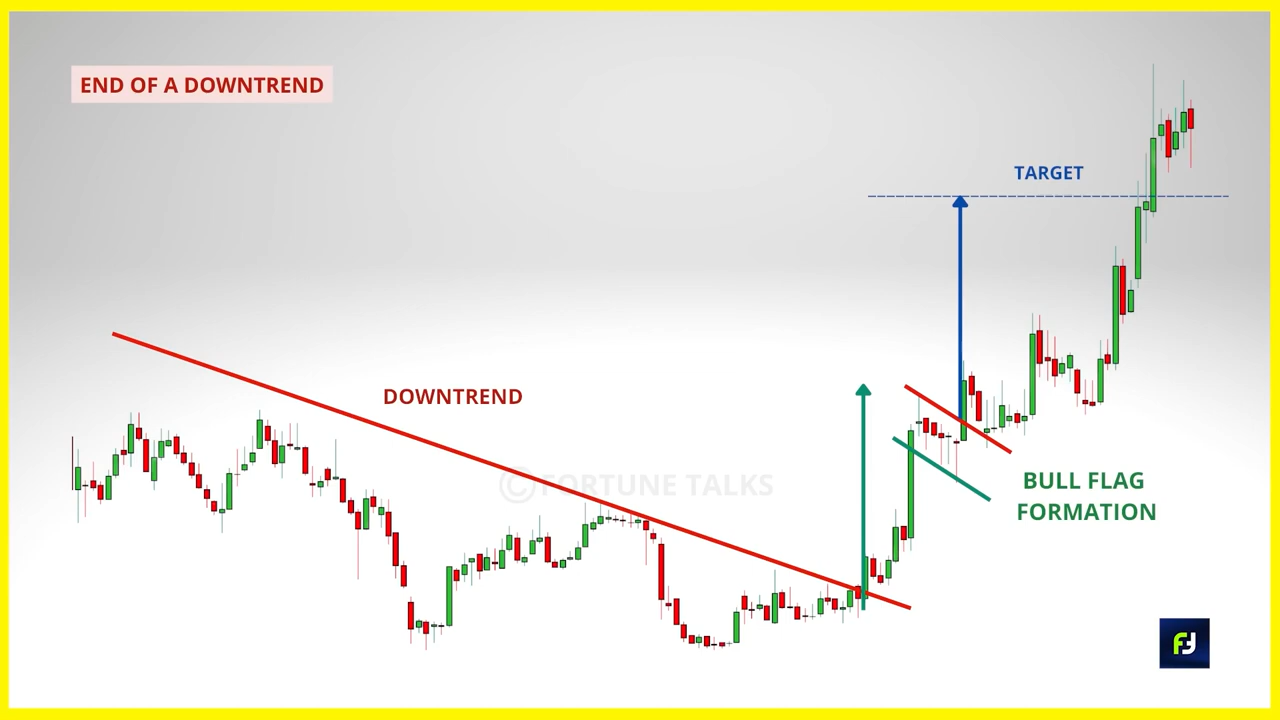 END OF A DOWNTREND
TARGET
DOWNTREND
© FORTUNE TALKS
BULL FLAG
FORMATION